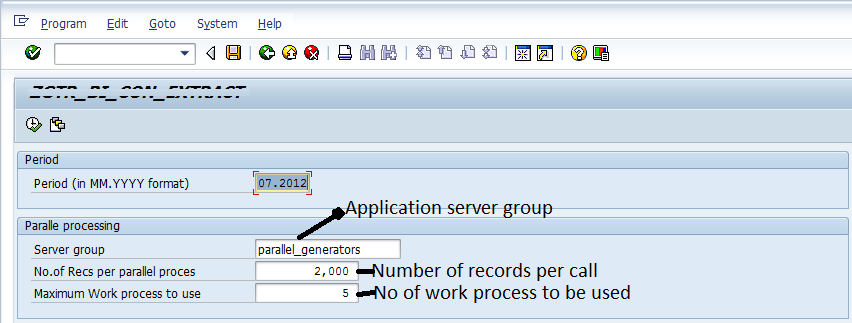 Program Edit Goto System Help
Period
Period (in MM.YYYY format) 07.2012
Application server group
Paralle processing
Server group parallel_generators
No.of Recs per parallel proces 2,000 Number of records per call
Maximum Work process to use 5 No of work process to be used